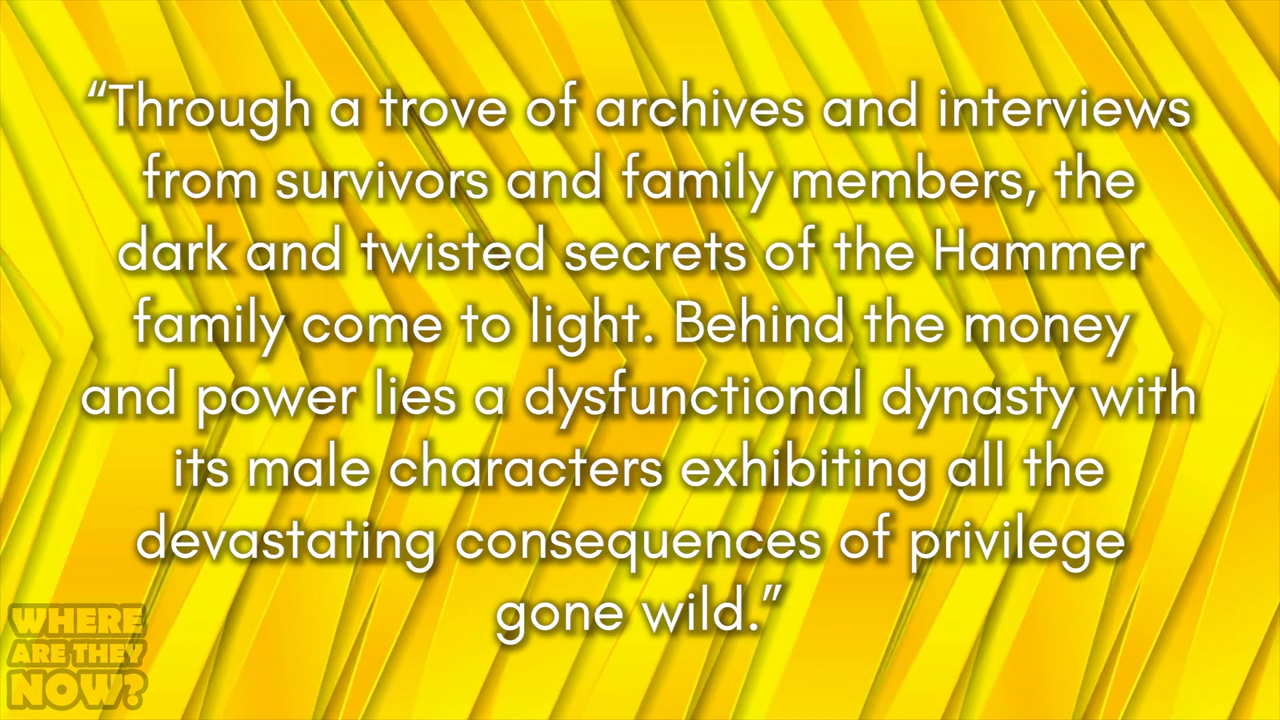 “Through a trove of archives and interviews
from survivors and family members, the
dark and twisted secrets of the Hammer
family come to light. Behind the money
and power lies a dysfunctional dynasty with
its male characters exhibiting all the
devastating consequences of privilege
gone wild.”
WHERE
ARE THEY
NOW?